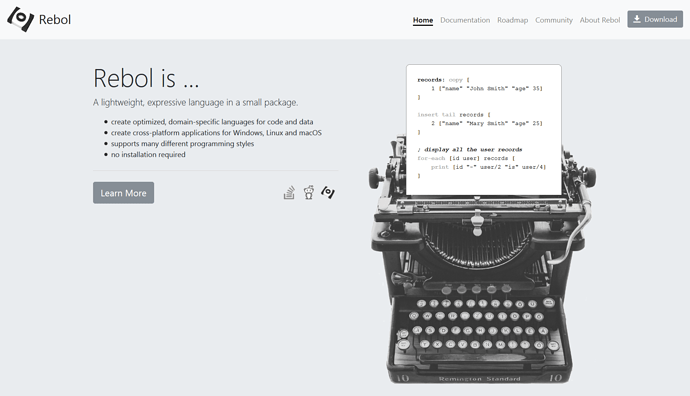 Rebol
Home Documentation Roadmap Community About Rebol Download
Rebol is ...
A lightweight, expressive language in a small package.
create optimized, domain-specific languages for code and data
create cross-platform applications for Windows, Linux and macOS
supports many different programming styles
no installation required
Learn More
records: copy [
1 ["name" "John Smith" "age" 35]
]
insert tail records [
2 ["name" "Mary Smith" "age" 25]
]
; display all the user records
for-each [id user] records [
print [id "-" user/2 "is" user/4]
]
10 Remington Standard 10